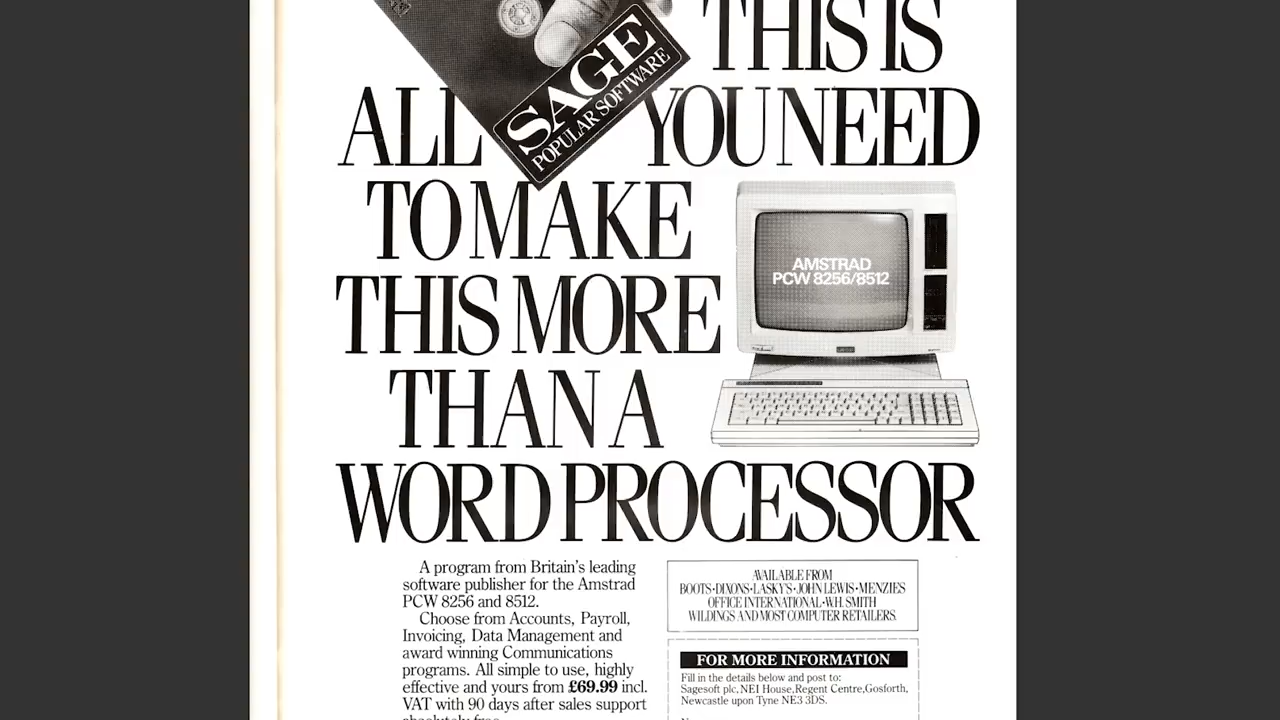 THIS IS
SAGE
POPULAR SOFTWARE
ALL YOU NEED
TO MAKE
THIS MORE
THAN A
WORD PROCESSOR
AMSTRAD
PCW 8256/8512
A program from Britain's leading
software publisher for the Amstrad
PCW 8256 and 8512.
Choose from Accounts, Payroll,
Invoicing, Data Management and
award winning Communications
programs. All simple to use, highly
effective and yours from £69.99 incl.
VAT with 90 days after sales support
absolutely free.
AVAILABLE FROM
BOOTS·DIXONS·LASKY'S·JOHN LEWIS·MENZIES
OFFICE INTERNATIONAL·W.H. SMITH
WILDINGS AND MOST COMPUTER RETAILERS.
FOR MORE INFORMATION
Fill in the details below and post to:
Sagesoft plc, NEI House, Regent Centre, Gosforth,
Newcastle upon Tyne NE3 3DS.